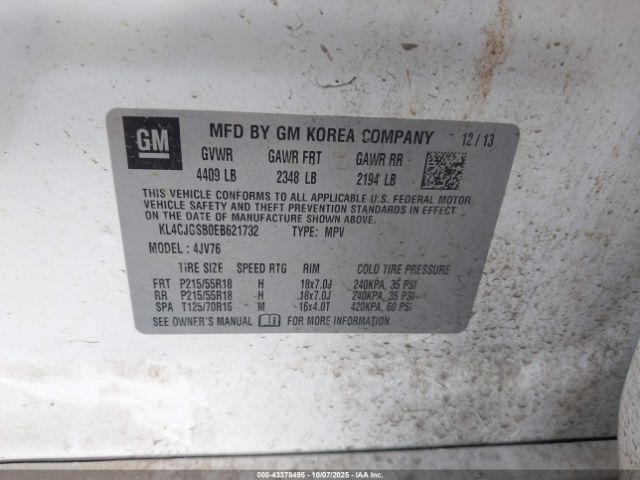 GM MFD BY GM KOREA COMPANY 12/13
GVWR GAWR FRT GAWR RR
4409 LB 2348 LB 2194 LB
THIS VEHICLE CONFORMS TO ALL APPLICABLE U.S. FEDERAL MOTOR
VEHICLE SAFETY AND THEFT PREVENTION STANDARDS IN EFFECT
ON THE DATE OF MANUFACTURE SHOWN ABOVE.
KL4CJGSB0EB621732 TYPE: MPV
MODEL: 4JV76
TIRE SIZE SPEED RTG RIM COLD TIRE PRESSURE
FRT P215/55R18 H 18x7.0J 240KPA, 35 PSI
RR P215/55R18 H 18x7.0J 240KPA, 35 PSI
SPA T125/70R16 M 16x4.0T 420KPA, 60 PSI
SEE OWNER'S MANUAL FOR MORE INFORMATION
000-43378495 - 10/07/2025 - IAAI.COM